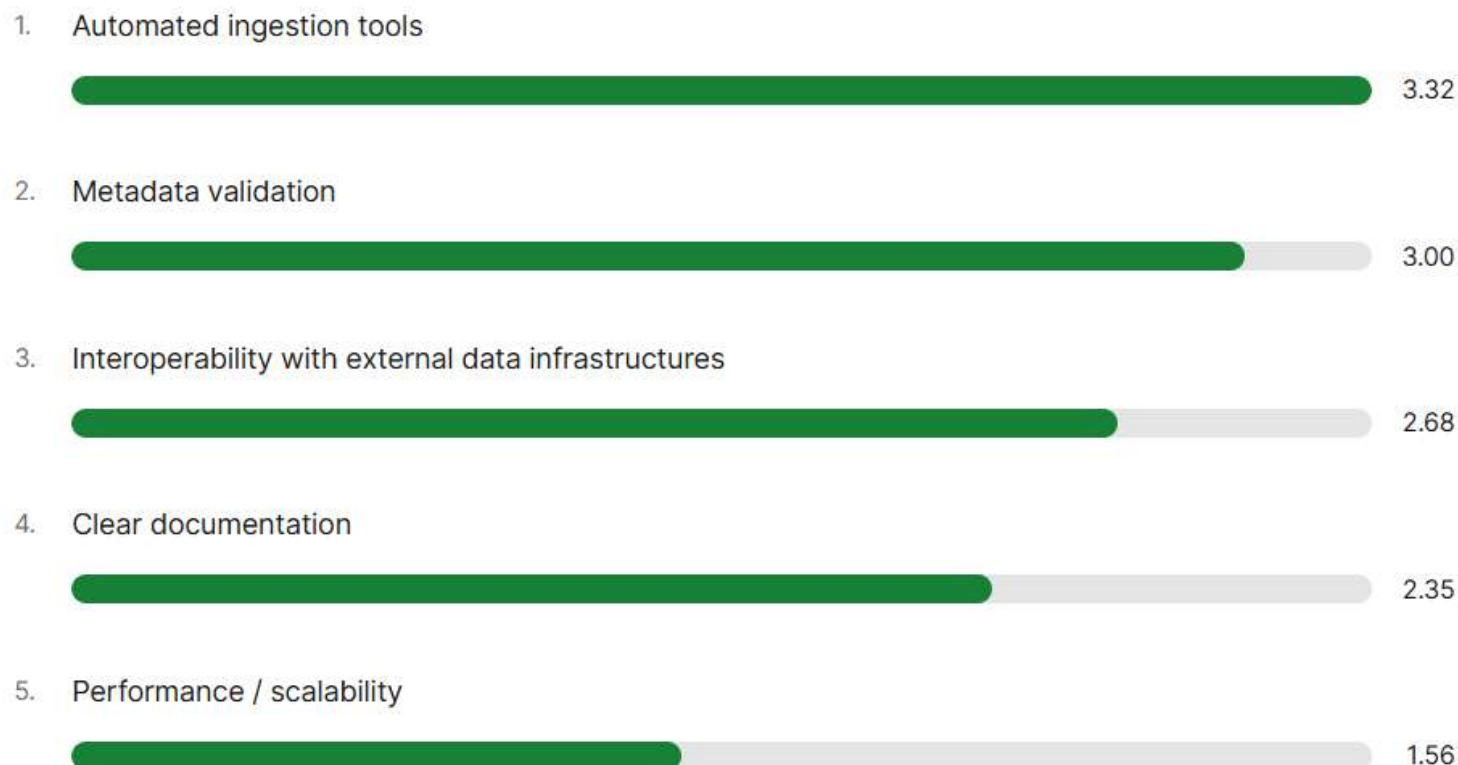 1. Automated ingestion tools
3.32
2. Metadata validation
3.00
3. Interoperability with external data infrastructures
2.68
4. Clear documentation
2.35
5. Performance / scalability
1.56